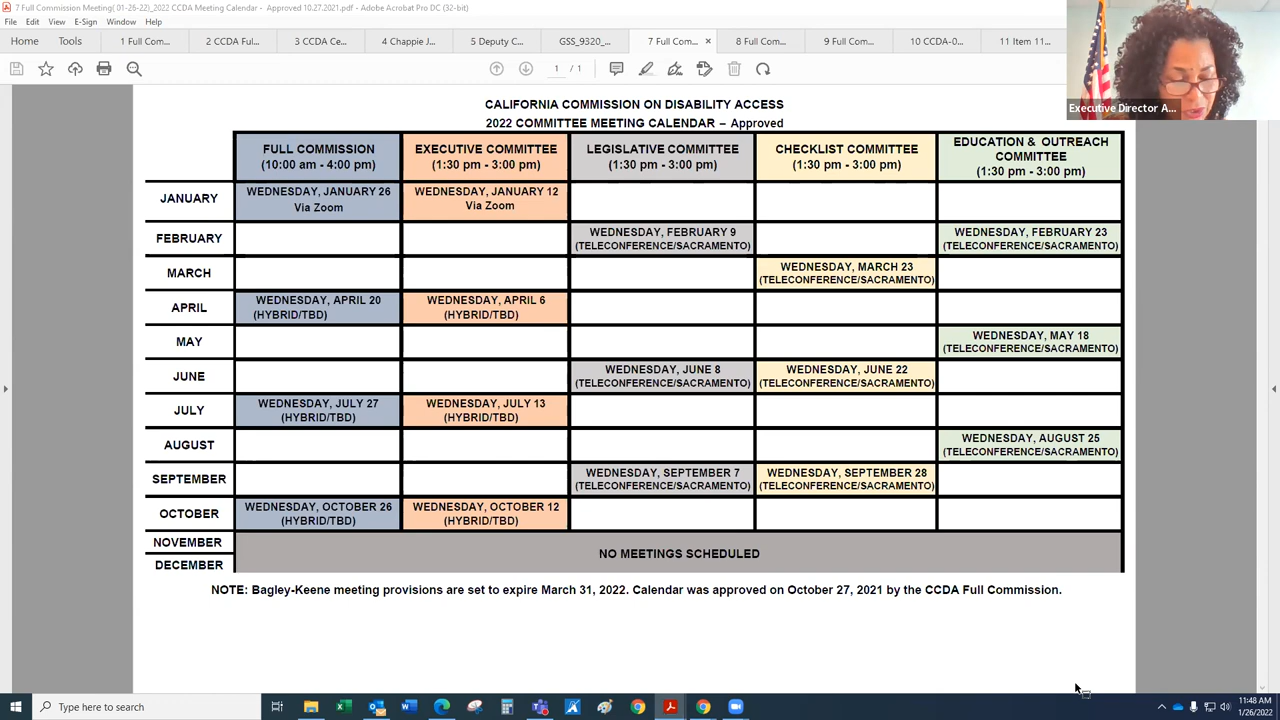 7 Full Commission Meeting( 01-26-22)_2022 CCDA Meeting Calendar - Approved 10.27.2021.pdf - Adobe Acrobat Pro DC (32-bit)
File Edit View E-Sign Window Help
Home Tools 1 Full Com... 2 CCDA Ful... 3 CCDA Ce... 4 Chappie J... 5 Deputy C... GSS_9320_... 7 Full Com... × 8 Full Com... 9 Full Com... 10 CCDA-0... 11 Item 11...
1 / 1
Executive Director A...
CALIFORNIA COMMISSION ON DISABILITY ACCESS
2022 COMMITTEE MEETING CALENDAR – Approved
FULL COMMISSION
(10:00 am - 4:00 pm)
EXECUTIVE COMMITTEE
(1:30 pm - 3:00 pm)
LEGISLATIVE COMMITTEE
(1:30 pm - 3:00 pm)
CHECKLIST COMMITTEE
(1:30 pm - 3:00 pm)
EDUCATION & OUTREACH
COMMITTEE
(1:30 pm - 3:00 pm)
JANUARY
WEDNESDAY, JANUARY 26
Via Zoom
WEDNESDAY, JANUARY 12
Via Zoom
FEBRUARY
WEDNESDAY, FEBRUARY 9
(TELECONFERENCE/SACRAMENTO)
WEDNESDAY, FEBRUARY 23
(TELECONFERENCE/SACRAMENTO)
MARCH
WEDNESDAY, MARCH 23
(TELECONFERENCE/SACRAMENTO)
APRIL
WEDNESDAY, APRIL 20
(HYBRID/TBD)
WEDNESDAY, APRIL 6
(HYBRID/TBD)
MAY
WEDNESDAY, MAY 18
(TELECONFERENCE/SACRAMENTO)
JUNE
WEDNESDAY, JUNE 8
(TELECONFERENCE/SACRAMENTO)
WEDNESDAY, JUNE 22
(TELECONFERENCE/SACRAMENTO)
JULY
WEDNESDAY, JULY 27
(HYBRID/TBD)
WEDNESDAY, JULY 13
(HYBRID/TBD)
AUGUST
WEDNESDAY, AUGUST 25
(TELECONFERENCE/SACRAMENTO)
SEPTEMBER
WEDNESDAY, SEPTEMBER 7
(TELECONFERENCE/SACRAMENTO)
WEDNESDAY, SEPTEMBER 28
(TELECONFERENCE/SACRAMENTO)
OCTOBER
WEDNESDAY, OCTOBER 26
(HYBRID/TBD)
WEDNESDAY, OCTOBER 12
(HYBRID/TBD)
NOVEMBER
NO MEETINGS SCHEDULED
DECEMBER
NOTE: Bagley-Keene meeting provisions are set to expire March 31, 2022. Calendar was approved on October 27, 2021 by the CCDA Full Commission.
Type here to search
11:48 AM
1/26/2022